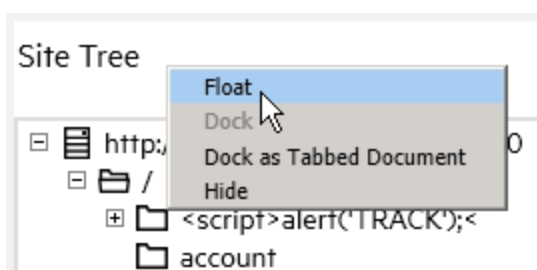 Site Tree
Float
Dock
http:/ 0
Dock as Tabbed Document
/
Hide
<script>alert('TRACK');<
account